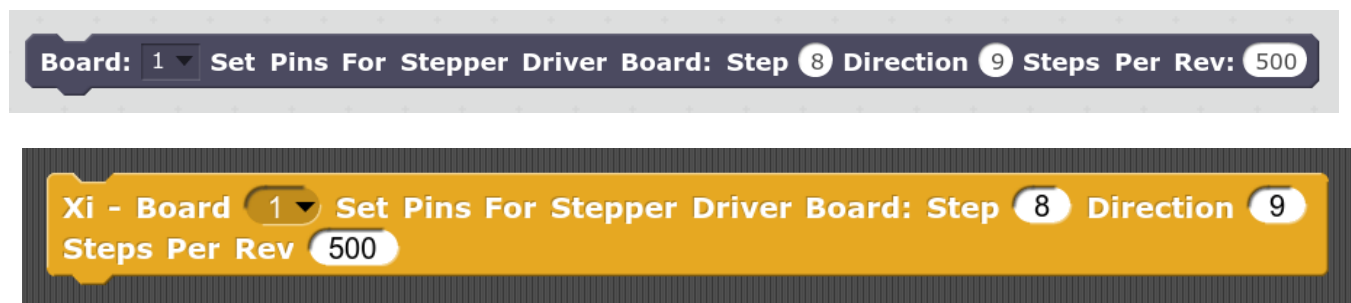 Board: 1 Set Pins For Stepper Driver Board: Step 8 Direction 9 Steps Per Rev: 500
Xi - Board 1 Set Pins For Stepper Driver Board: Step 8 Direction 9
Steps Per Rev 500